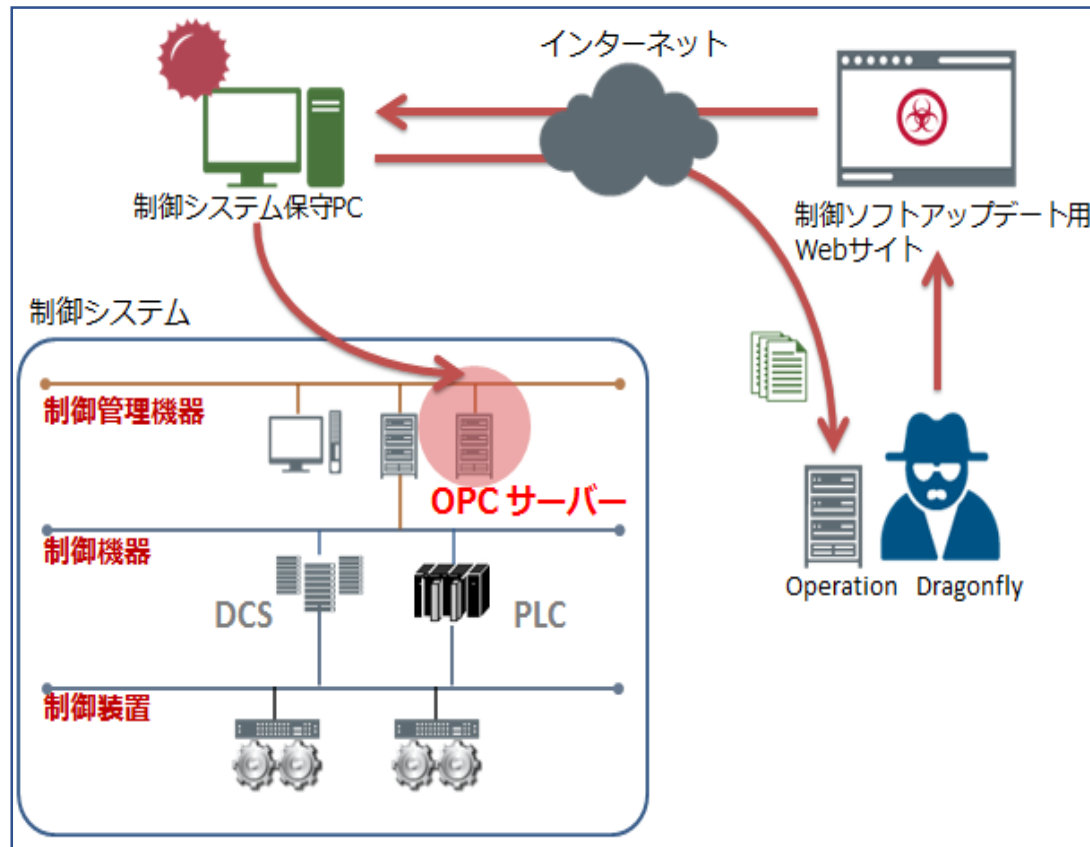 インターネット
制御システム保守PC
制御ソフトアップデート用
Webサイト
制御システム
制御管理機器
OPC サーバー
制御機器
DCS
PLC
Operation Dragonfly
制御装置